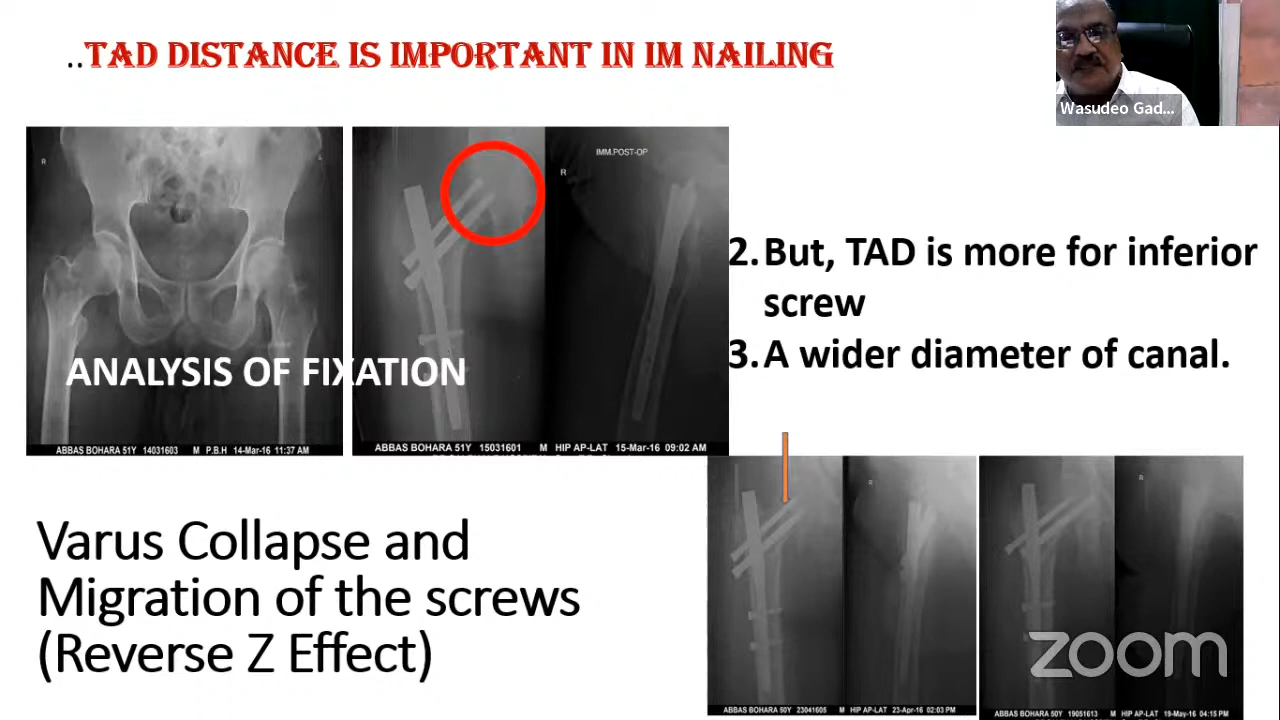 ..TAD DISTANCE IS IMPORTANT IN IM NAILING
Wasudeo Gad...
R
IMM.POST-OP
R
2. But, TAD is more for inferior
screw
3. A wider diameter of canal.
ANALYSIS OF FIXATION
ABBAS BOHARA 51Y 14031603 M P.B.H 14-Mar-16 11:37 AM
ABBAS BOHARA 51Y 15031601 M HIP AP-LAT 15-Mar-16 09:02 AM
Varus Collapse and
Migration of the screws
(Reverse Z Effect)
R
zoom
ABBAS BOHARA 50Y 23041605 M HIP AP-LAT 23-Apr-16 02:03 PM
ABBAS BOHARA 50Y 19051613 M HIP AP-LAT 19-May-16 04:15 PM